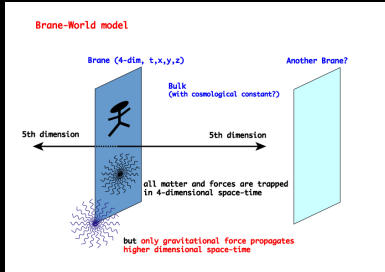 Brane-World model
Brane (4-dim, t,x,y,z)
Another Brane?
Bulk
(with cosmological constant?)
5th dimension
5th dimension
all matter and forces are trapped
in 4-dimensional space-time
but only gravitational force propagates
higher dimensional space-time